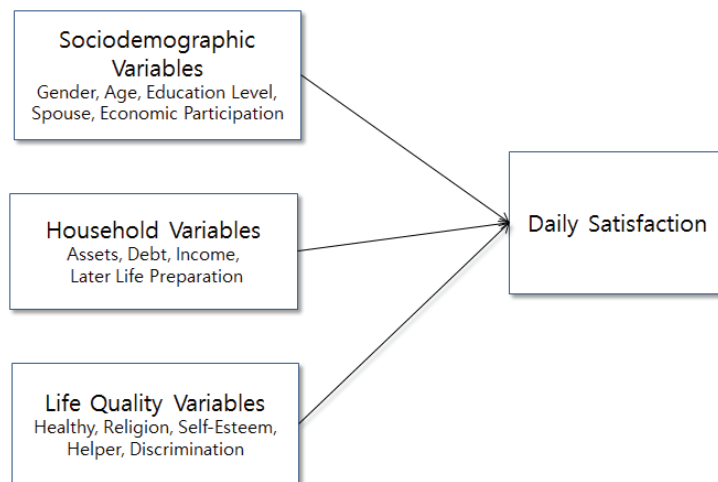 Sociodemographic
Variables
Gender, Age, Education Level,
Spouse, Economic Participation
Household Variables
Assets, Debt, Income,
Later Life Preparation
Life Quality Variables
Healthy, Religion, Self-Esteem,
Helper, Discrimination
Daily Satisfaction